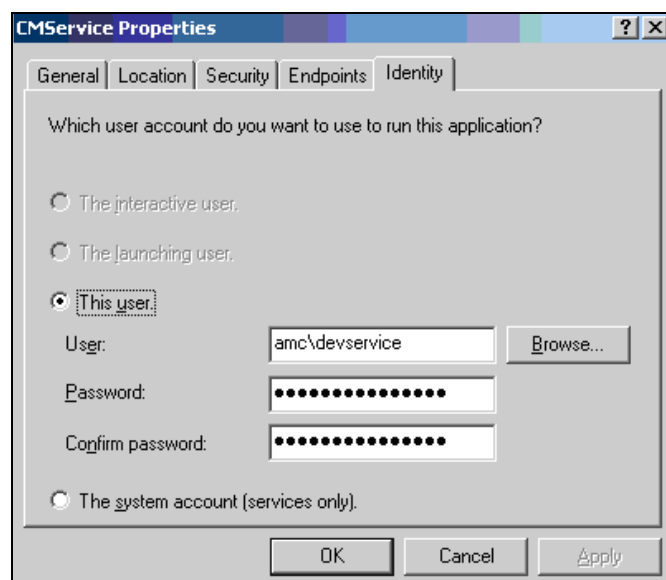 CMService Properties
General Location Security Endpoints Identity
Which user account do you want to use to run this application?
The interactive user.
The launching user.
This user.
User: amc\devservice Browse...
Password: ●●●●●●●●●●●●●●●
Confirm password: ●●●●●●●●●●●●●●●
The system account (services only).
OK Cancel Apply